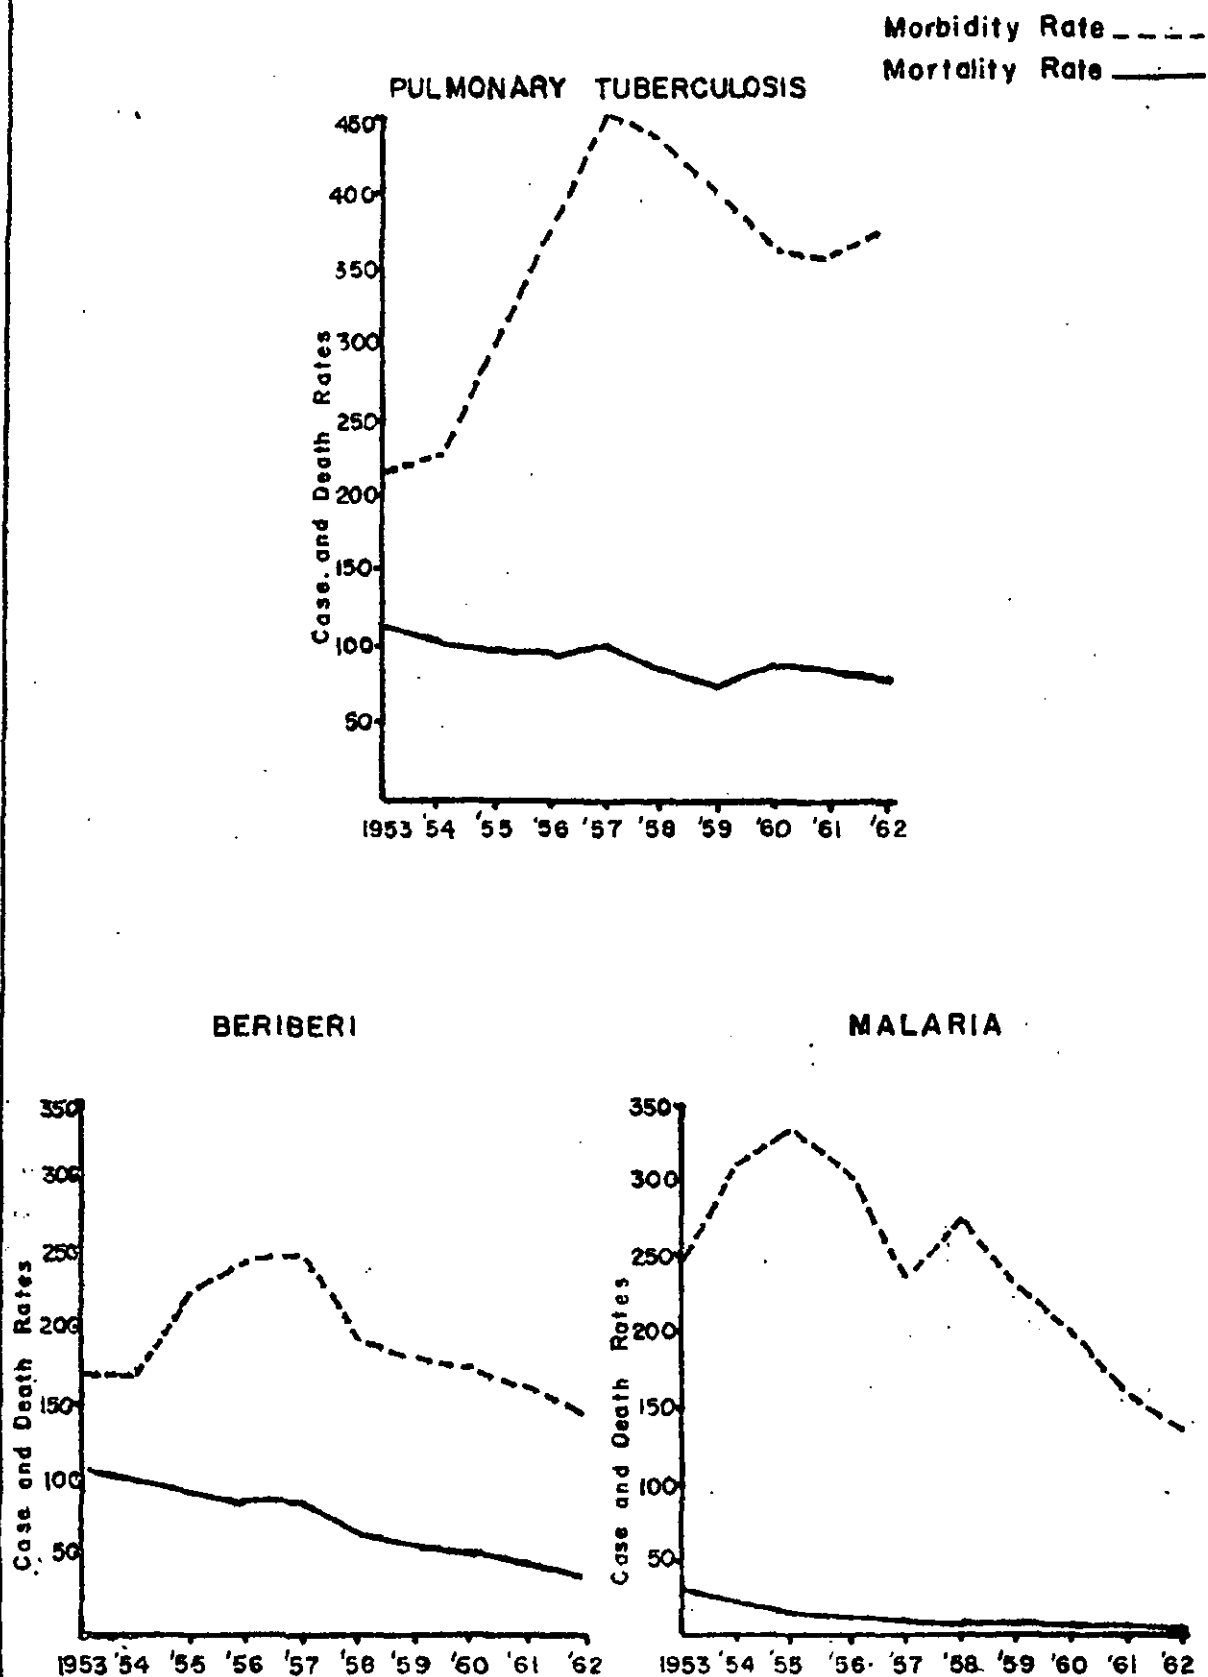 Morbidity Rate
Mortality Rate
PULMONARY TUBERCULOSIS
450
400
350
300
250
200
150
100
50
Case. and Death Rates
1953 '54 '55 '56 '57 '58 '59 '60 '61 '62
BERIBERI
350
300
250
200
150
100
50
Case and Death Rates
1953 '54 '55 '56 '57 '58 '59 '60 '61 '62
MALARIA
350
300
250
200
150
100
50
Case and Death Rates
1953 '54 '55 '56 '57 '58 '59 '60 '61 '62